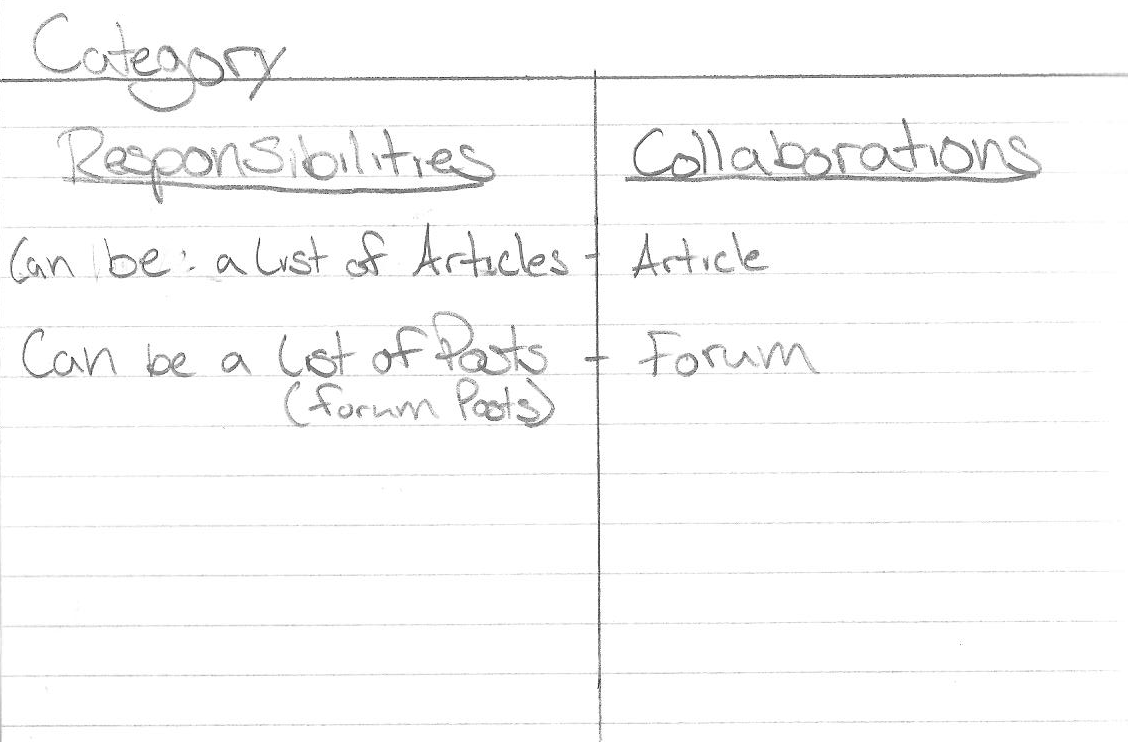 Category
Responsibilities Collaborations
Can be: a list of Articles - Article
Can be a list of Posts - Forum
(forum Posts)